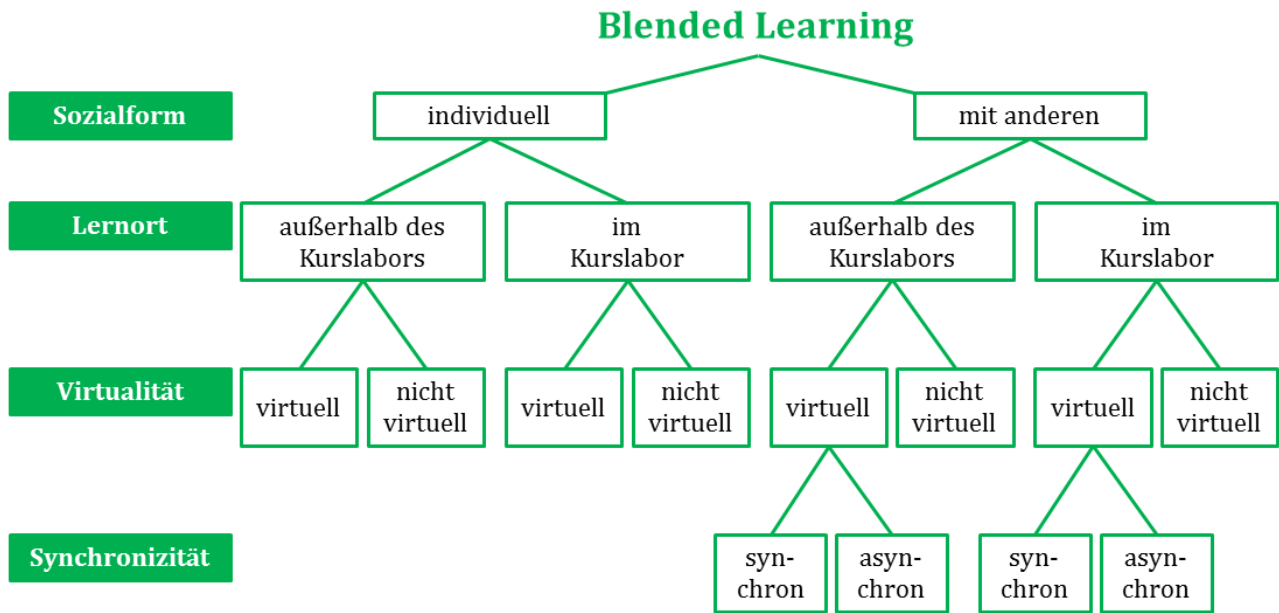 Blended Learning
Sozialform
individuell
mit anderen
Lernort
außerhalb des
Kurslabors
im
Kurslabor
außerhalb des
Kurslabors
im
Kurslabor
Virtualität
virtuell
nicht
virtuell
virtuell
nicht
virtuell
virtuell
nicht
virtuell
virtuell
nicht
virtuell
Synchronizität
syn-
chron
asyn-
chron
syn-
chron
asyn-
chron